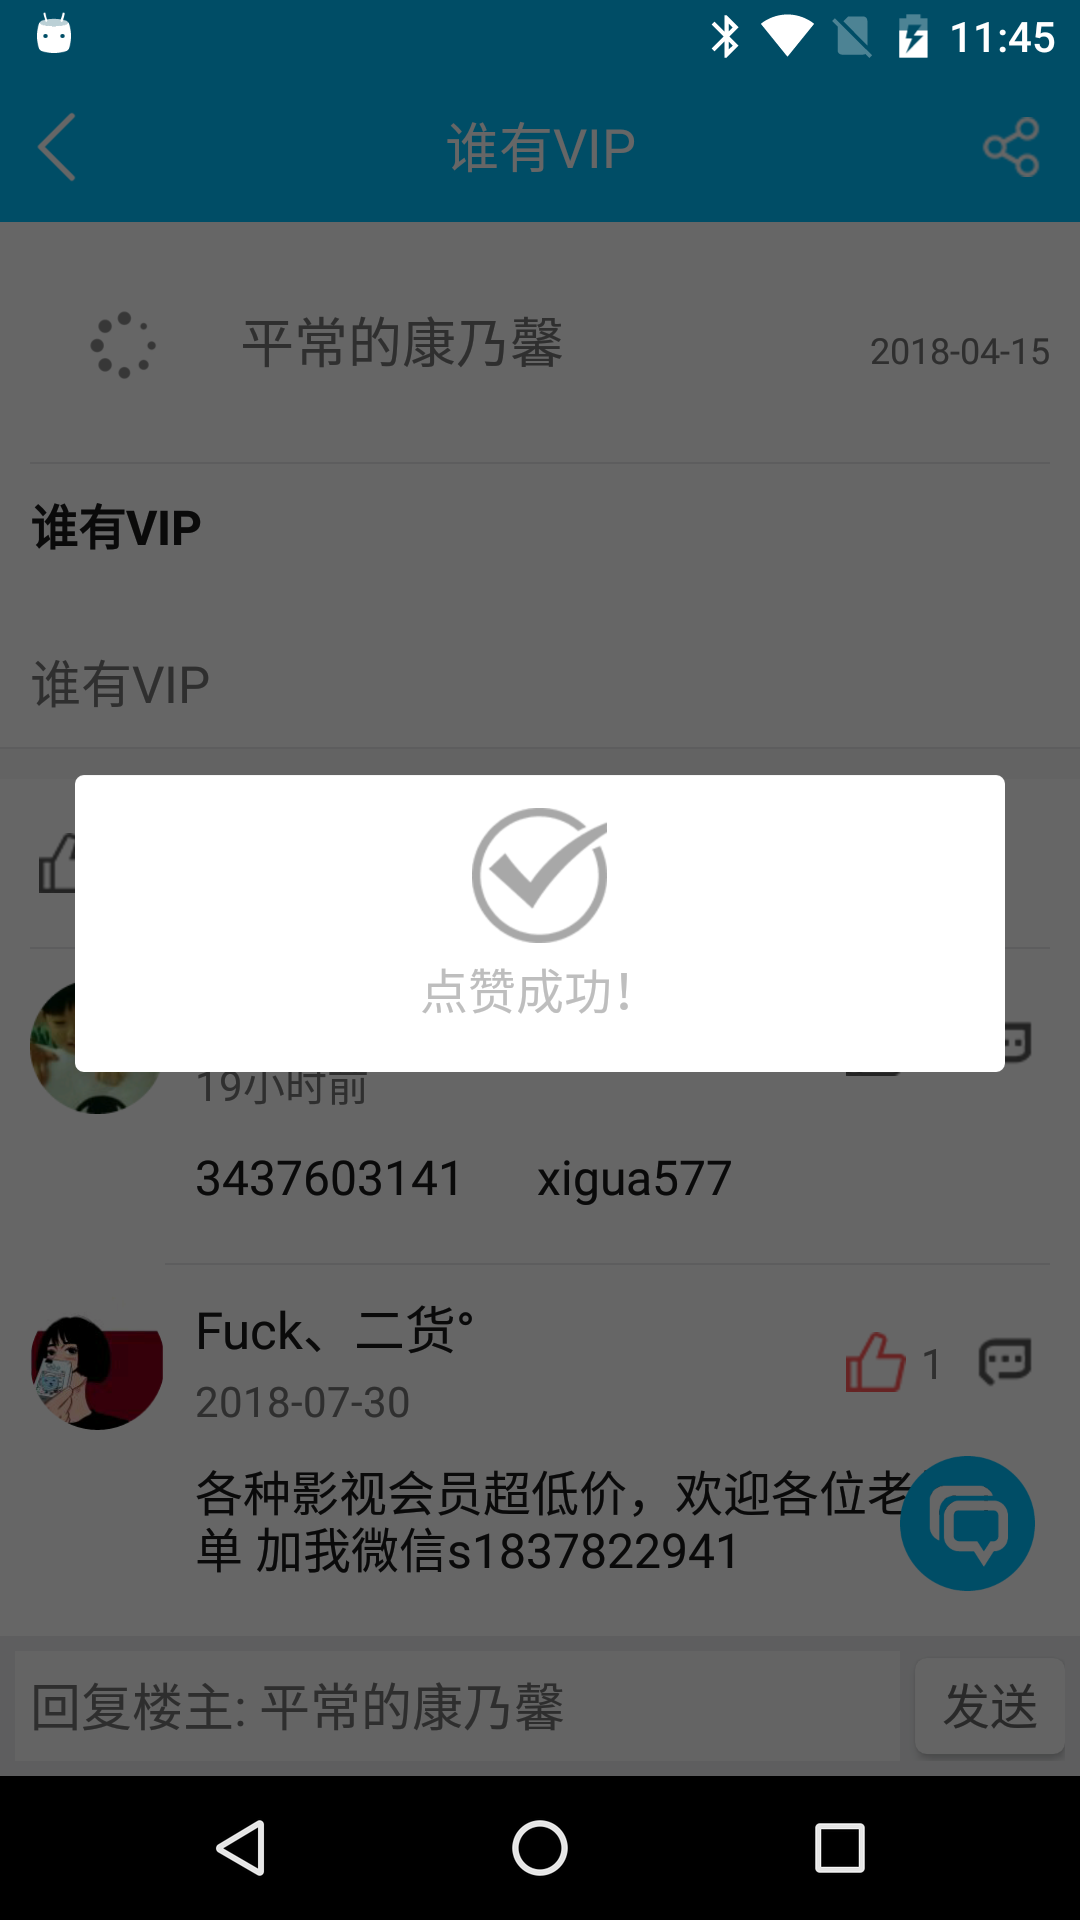 11:45
谁有VIP
平常的康乃馨
2018-04-15
谁有VIP
谁有VIP
点赞成功!
19小时前
3437603141 xigua577
Fuck、二货°
1
2018-07-30
各种影视会员超低价，欢迎各位老
单 加我微信s1837822941
回复楼主: 平常的康乃馨
发送